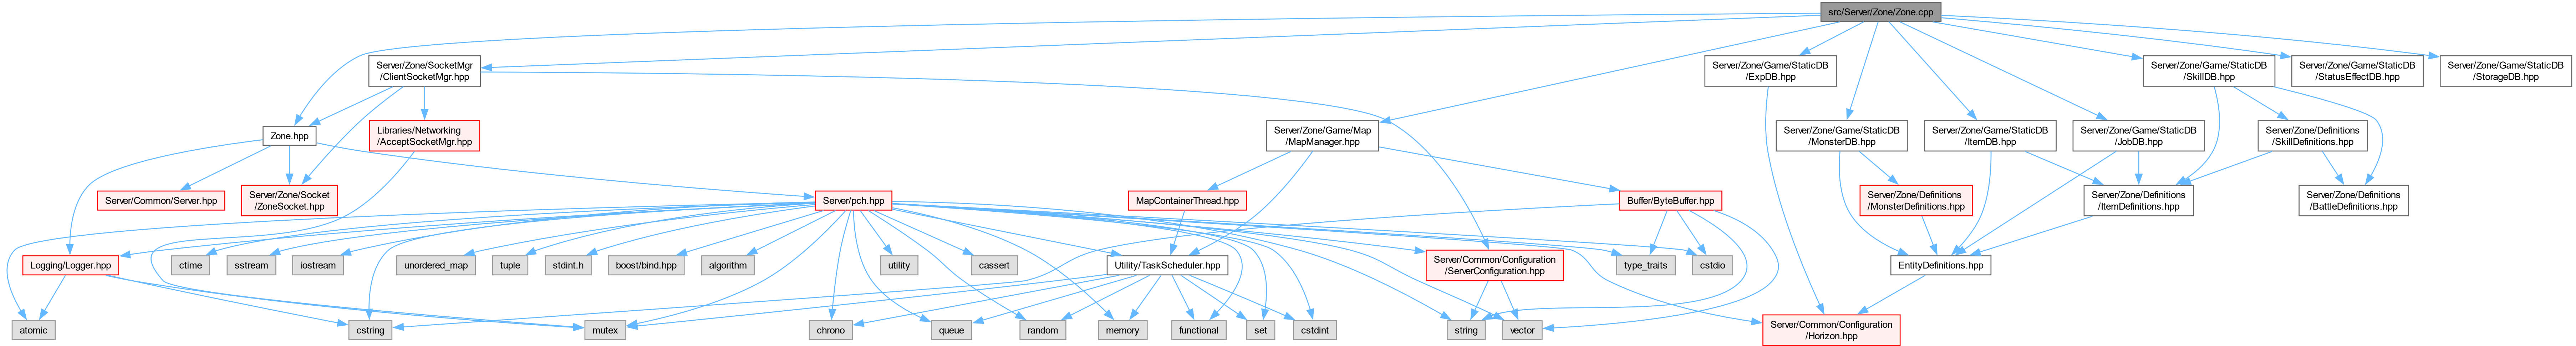 src/Server/Zone/Zone.cpp
Server/Zone/SocketMgr
/ClientSocketMgr.hpp
Server/Zone/Game/StaticDB
/ExpDB.hpp
Server/Zone/Game/StaticDB
/SkillDB.hpp
Server/Zone/Game/StaticDB
/StatusEffectDB.hpp
Server/Zone/Game/StaticDB
/StorageDB.hpp
Zone.hpp
Libraries/Networking
/AcceptSocketMgr.hpp
Server/Zone/Game/Map
/MapManager.hpp
Server/Zone/Game/StaticDB
/MonsterDB.hpp
Server/Zone/Game/StaticDB
/ItemDB.hpp
Server/Zone/Game/StaticDB
/JobDB.hpp
Server/Zone/Definitions
/SkillDefinitions.hpp
Server/Common/Server.hpp
Server/Zone/Socket
/ZoneSocket.hpp
Server/pch.hpp
MapContainerThread.hpp
Buffer/ByteBuffer.hpp
Server/Zone/Definitions
/MonsterDefinitions.hpp
Server/Zone/Definitions
/ItemDefinitions.hpp
Server/Zone/Definitions
/BattleDefinitions.hpp
Logging/Logger.hpp
ctime
sstream
iostream
unordered_map
tuple
stdint.h
boost/bind.hpp
algorithm
utility
cassert
Utility/TaskScheduler.hpp
Server/Common/Configuration
/ServerConfiguration.hpp
type_traits
cstdio
EntityDefinitions.hpp
atomic
cstring
mutex
chrono
queue
random
memory
functional
set
cstdint
string
vector
Server/Common/Configuration
/Horizon.hpp